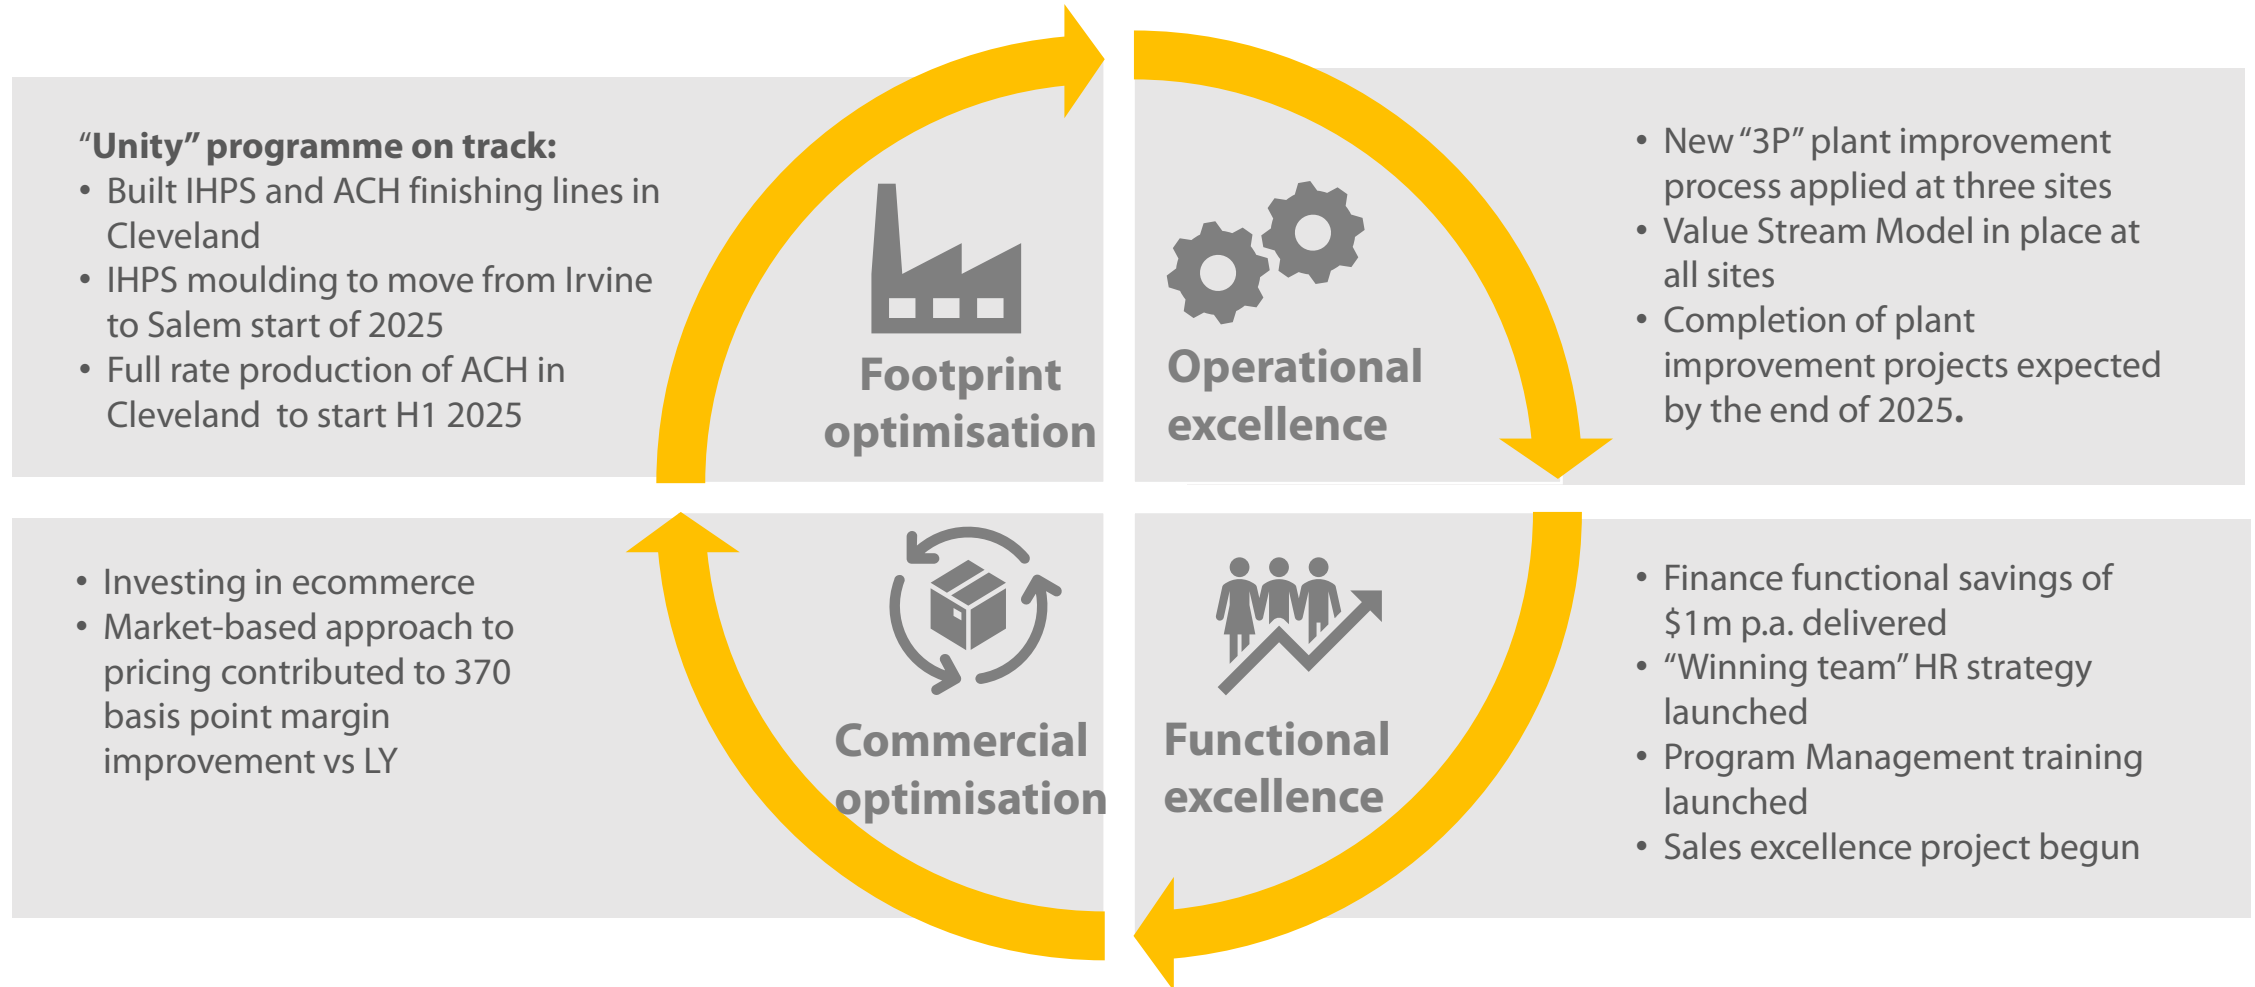 “Unity” programme on track:
• Built IHPS and ACH finishing lines in
Cleveland
• IHPS moulding to move from Irvine
to Salem start of 2025
• Full rate production of ACH in
Cleveland  to start H1 2025
Footprint
optimisation
Operational
excellence
• New “3P” plant improvement
process applied at three sites
• Value Stream Model in place at
all sites
• Completion of plant
improvement projects expected
by the end of 2025.
• Investing in ecommerce
• Market-based approach to
pricing contributed to 370
basis point margin
improvement vs LY
Commercial
optimisation
Functional
excellence
• Finance functional savings of
$1m p.a. delivered
• “Winning team” HR strategy
launched
• Program Management training
launched
• Sales excellence project begun